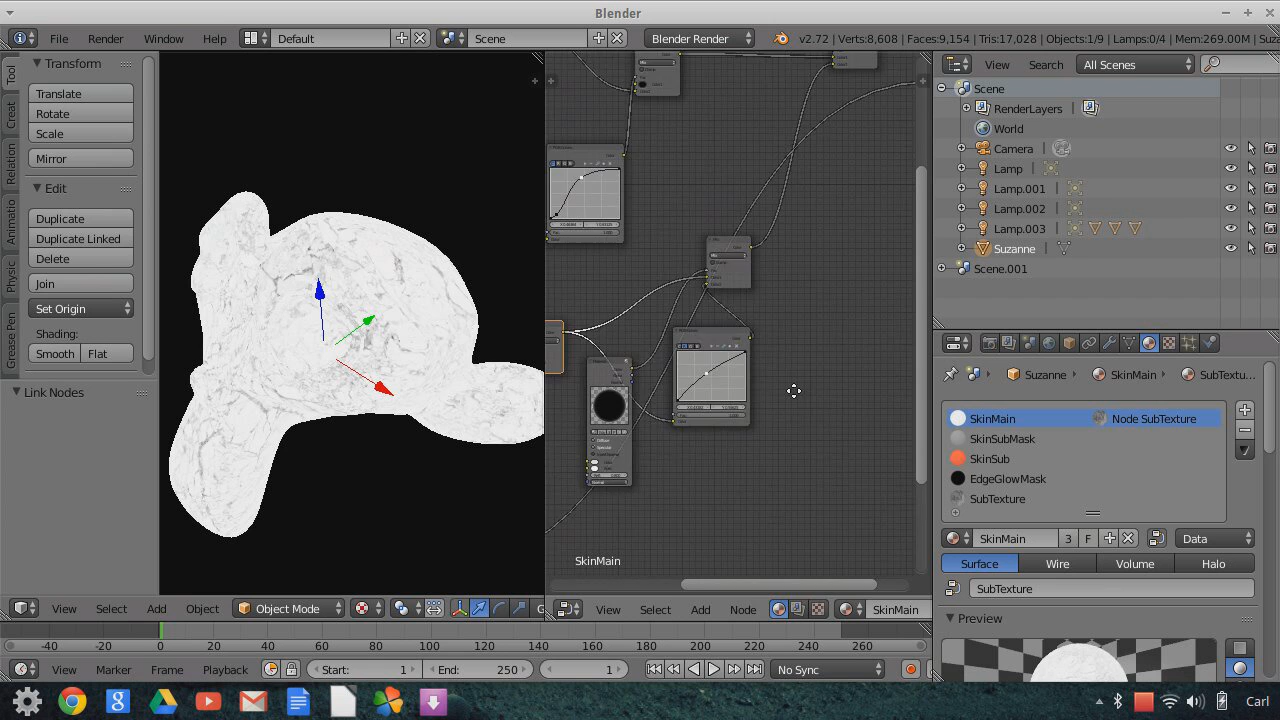 Blender
File Render Window Help Default Scene Blender Render v2.72 | Verts:8,608 | Faces:9,154 | Tris:17,028 | Objects:1/9 | Lamps:0/4 | Mem:269.00M | Suz
Tool
Creat
Relation
Animatio
Physic
Grease Pen
Transfor
Translate
Rotate
Scale
Mirror
Edit
Duplicate
Duplicate Linked
Delete
Join
Set Origin
Shading:
Smooth Flat
Link Nodes
SkinMain
View Search All Scenes
Scene
RenderLayers |
World
Camera |
Lamp |
Lamp.001 |
Lamp.002 |
Lamp.003 |
Suzanne |
Scene.001
Suzanne SkinMain SubTextu...
SkinMain Node SubTexture
SkinSubMask
SkinSub
EdgeGlowMask
SubTexture
SkinMain 3 F Data
Surface Wire Volume Halo
SubTexture
Preview
View Select Add Object Object Mode G
View Select Add Node SkinMain
-40 -20 0 20 40 60 80 100 120 140 160 180 200 220 240 260
View Marker Frame Playback Start: 1 End: 250 1 No Sync
Carl